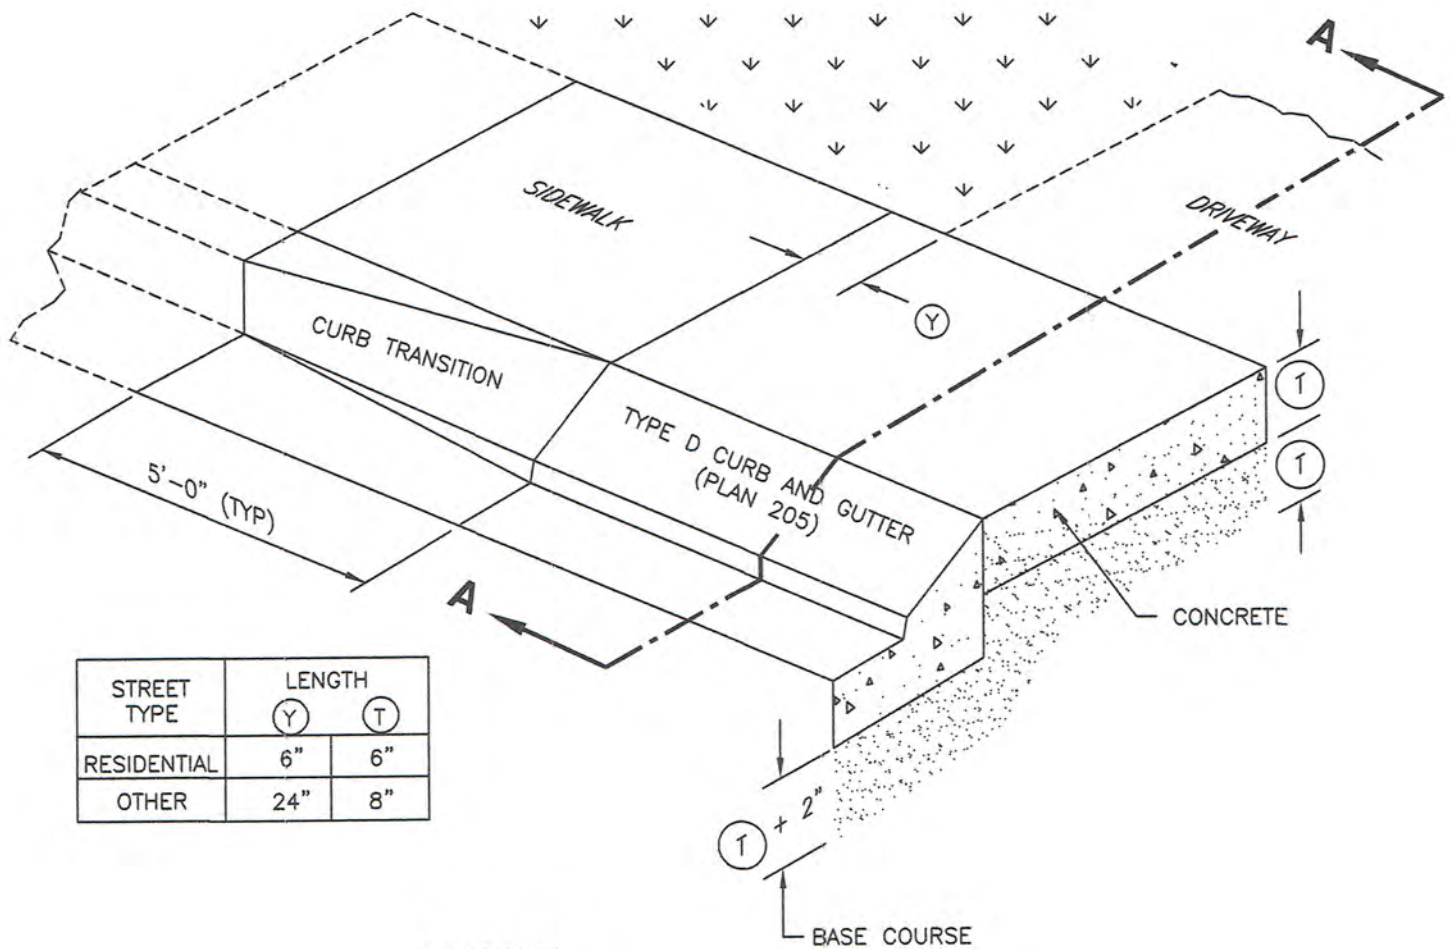 A
SIDEWALK
DRIVEWAY
Y
CURB TRANSITION
T
TYPE D CURB AND GUTTER
(PLAN 205)
T
5'-0" (TYP)
A
CONCRETE
STREET TYPE LENGTH
Y T
RESIDENTIAL 6" 6"
OTHER 24" 8"
T + 2"
BASE COURSE